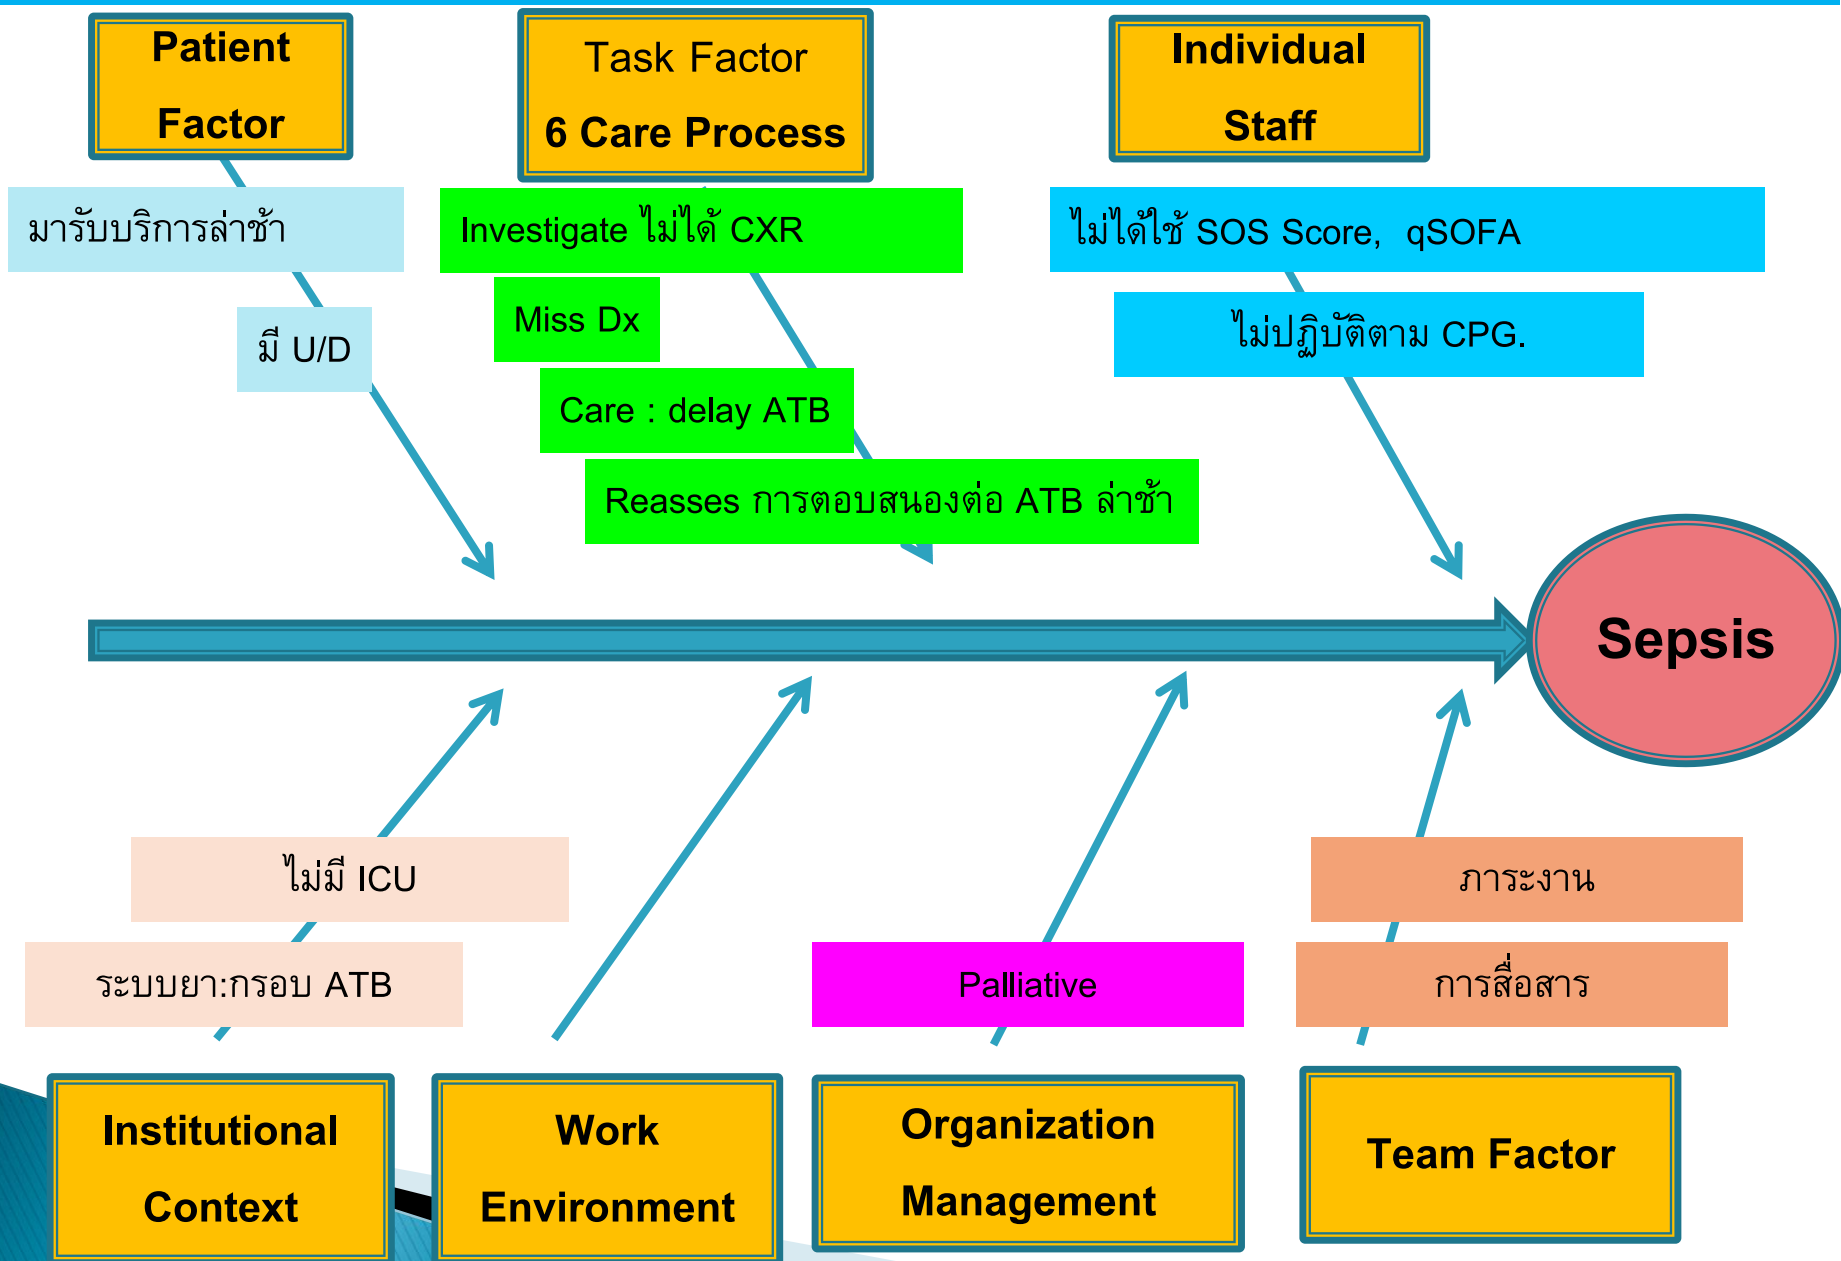 Patient
Factor
Task Factor
6 Care Process
Individual
Staff
มารับบริการล่าช้า
มี U/D
Investigate ไม่ได้ CXR
Miss Dx
Care : delay ATB
Reasses การตอบสนองต่อ ATB ล่าช้า
ไม่ได้ใช้ SOS Score, qSOFA
ไม่ปฏิบัติตาม CPG.
Sepsis
ไม่มี ICU
ระบบยา:กรอบ ATB
Palliative
ภาระงาน
การสื่อสาร
Institutional
Context
Work
Environment
Organization
Management
Team Factor